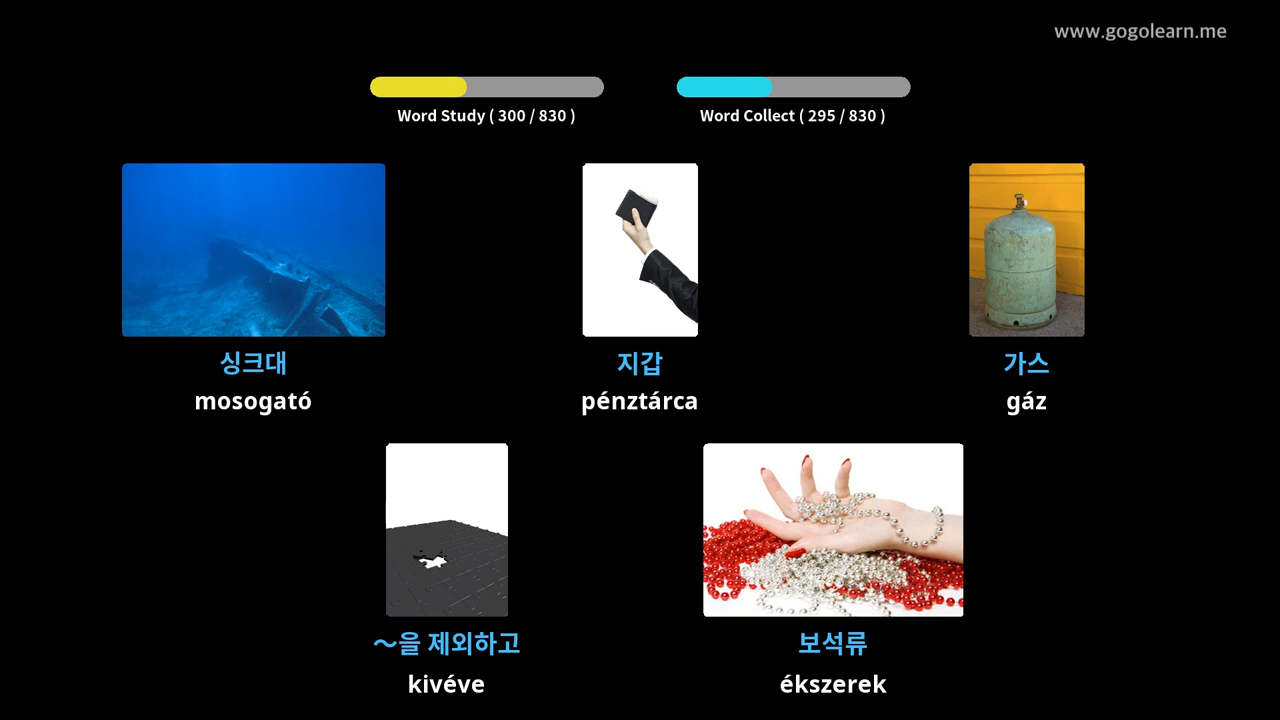 www.gogolearn.me
Word Study ( 300 / 830 )
Word Collect ( 295 / 830 )
싱크대
mosogató
지갑
pénztárca
가스
gáz
～을 제외하고
kivéve
보석류
ékszerek